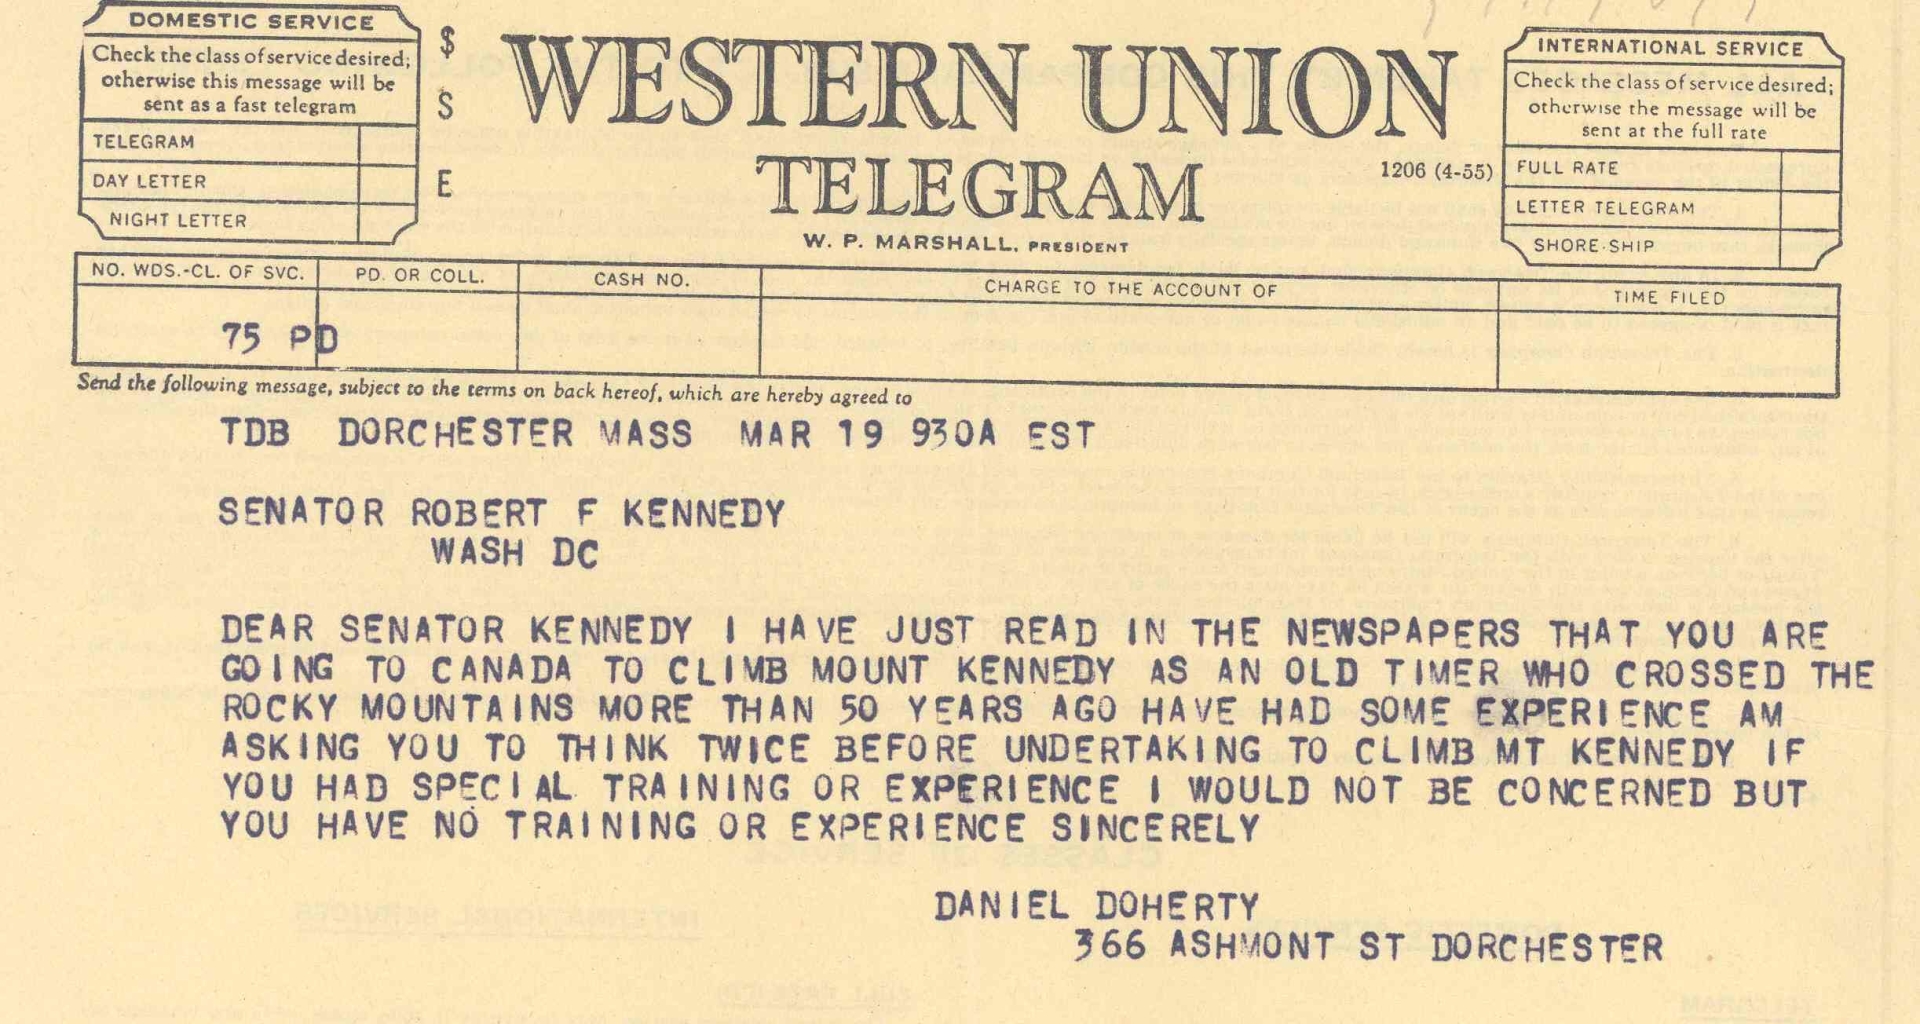 DOMESTIC SERVICE
Check the class of service desired;
otherwise this message will be
sent as a fast telegram
TELEGRAM
DAY LETTER
NIGHT LETTER
$
S
E
WESTERN UNION
TELEGRAM
1206 (4-55)
W. P. MARSHALL, PRESIDENT
INTERNATIONAL SERVICE
Check the class of service desired;
otherwise the message will be
sent at the full rate
FULL RATE
LETTER TELEGRAM
SHORE-SHIP
NO. WDS.-CL. OF SVC. PD. OR COLL. CASH NO. CHARGE TO THE ACCOUNT OF TIME FILED
75 PD
Send the following message, subject to the terms on back hereof, which are hereby agreed to
TDB DORCHESTER MASS MAR 19 930A EST
SENATOR ROBERT F KENNEDY
WASH DC
DEAR SENATOR KENNEDY I HAVE JUST READ IN THE NEWSPAPERS THAT YOU ARE
GOING TO CANADA TO CLIMB MOUNT KENNEDY AS AN OLD TIMER WHO CROSSED THE
ROCKY MOUNTAINS MORE THAN 50 YEARS AGO HAVE HAD SOME EXPERIENCE AM
ASKING YOU TO THINK TWICE BEFORE UNDERTAKING TO CLIMB MT KENNEDY IF
YOU HAD SPECIAL TRAINING OR EXPERIENCE I WOULD NOT BE CONCERNED BUT
YOU HAVE NO TRAINING OR EXPERIENCE SINCERELY
DANIEL DOHERTY
366 ASHMONT ST DORCHESTER